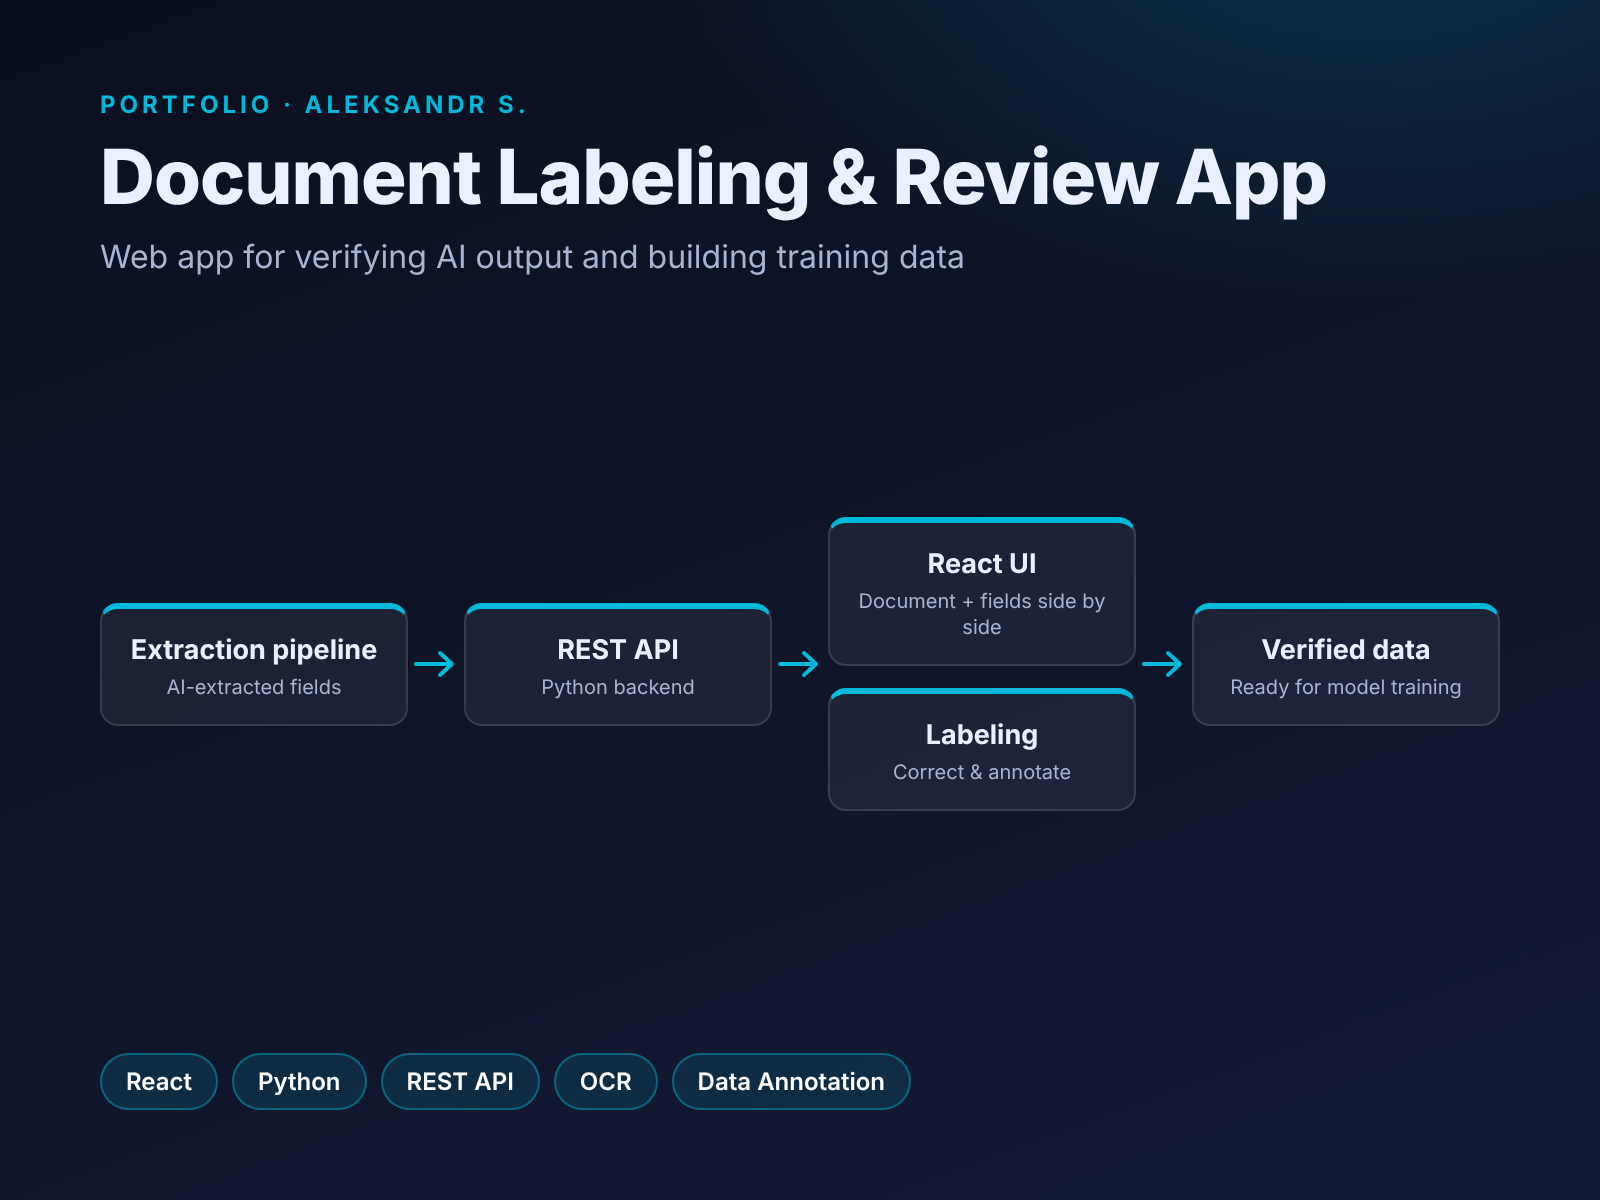 PORTFOLIO · ALEKSANDR S.
Document Labeling & Review App
Web app for verifying AI output and building training data
Extraction pipeline
AI-extracted fields
REST API
Python backend
React UI
Document + fields side by
side
Labeling
Correct & annotate
Verified data
Ready for model training
React
Python
REST API
OCR
Data Annotation